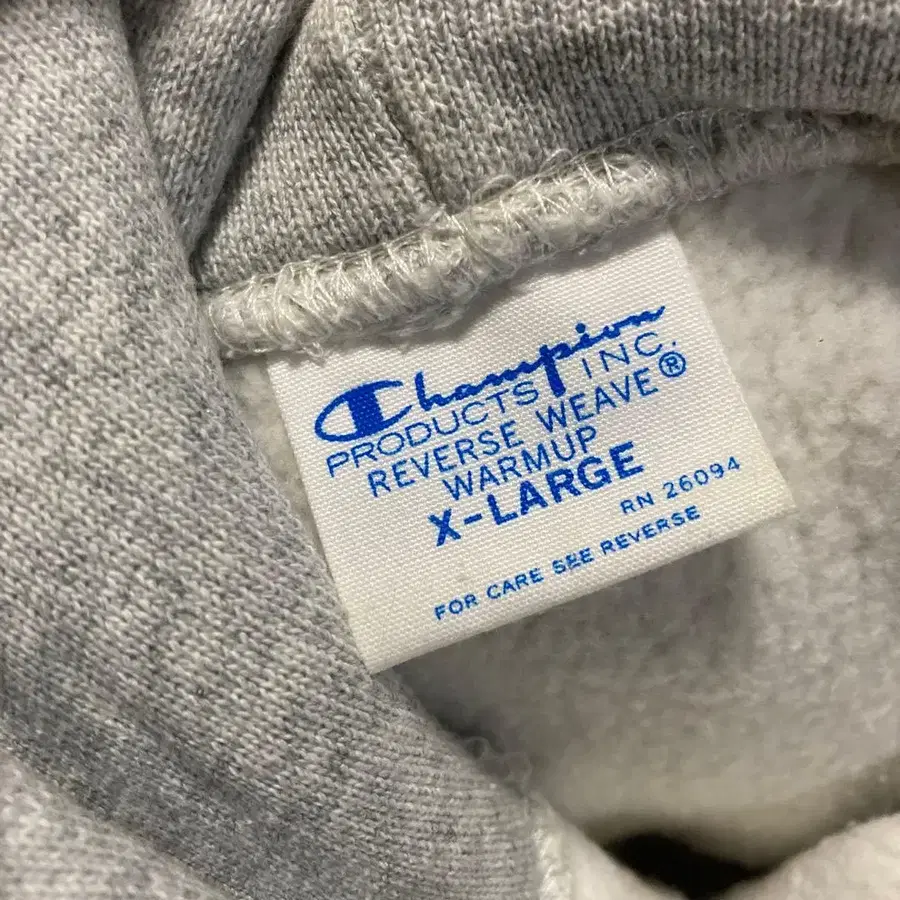 Champion
PRODUCTS INC.
REVERSE WEAVE®
WARMUP
X-LARGE
RN 26094
FOR CARE SEE REVERSE